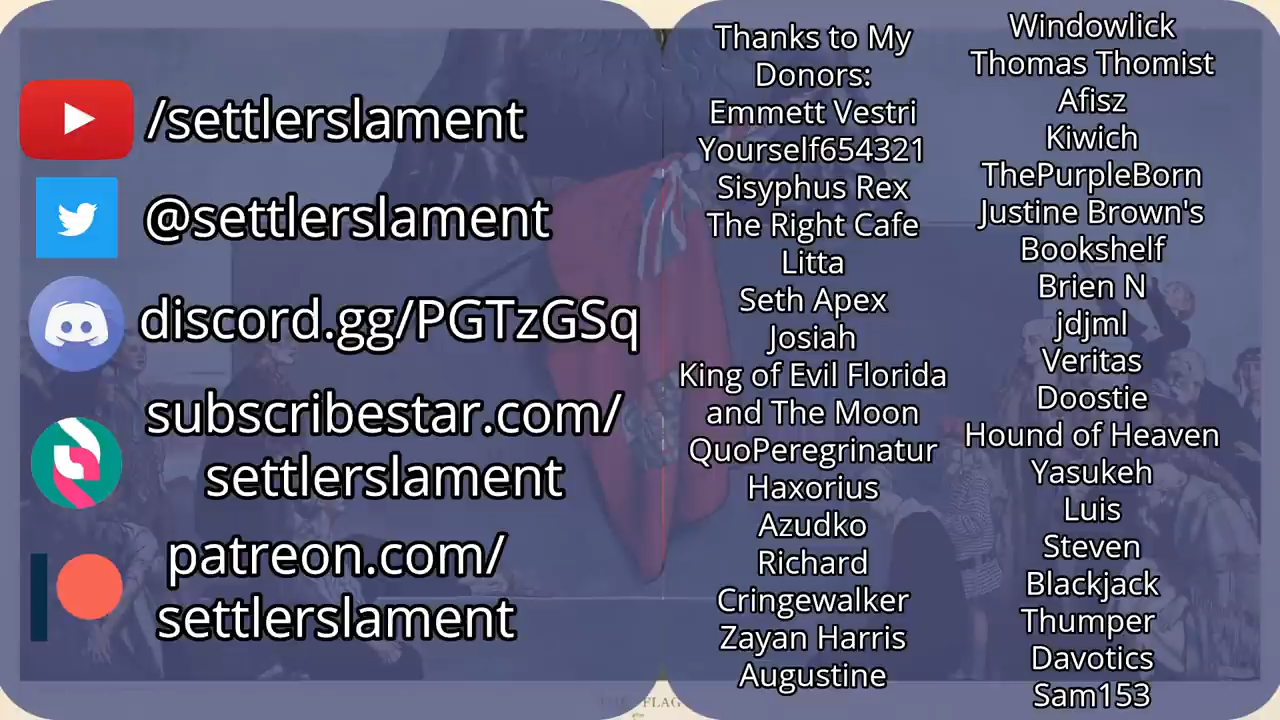 /settlerslament
@settlerslament
discord.gg/PGTzGSq
subscribestar.com/
settlerslament
patreon.com/
settlerslament
Thanks to My
Donors:
Emmett Vestri
Yourself654321
Sisyphus Rex
The Right Cafe
Litta
Seth Apex
Josiah
King of Evil Florida
and The Moon
QuoPeregrinatur
Haxorius
Azudko
Richard
Cringewalker
Zayan Harris
Augustine
Windowlick
Thomas Thomist
Afisz
Kiwich
ThePurpleBorn
Justine Brown's
Bookshelf
Brien N
jdjml
Veritas
Doostie
Hound of Heaven
Yasukeh
Luis
Steven
Blackjack
Thumper
Davotics
Sam153
THE FLAG